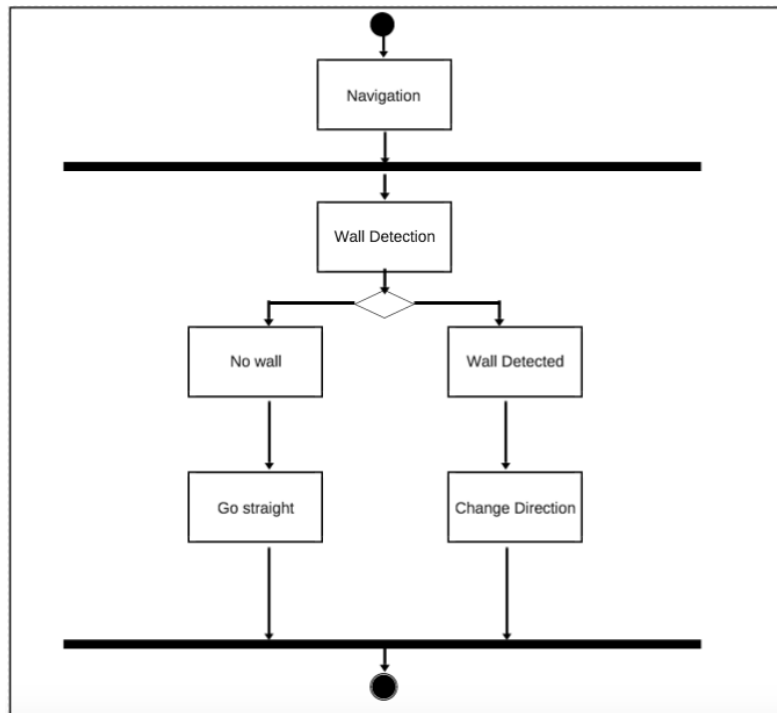 Navigation
Wall Detection
No wall
Wall Detected
Go straight
Change Direction